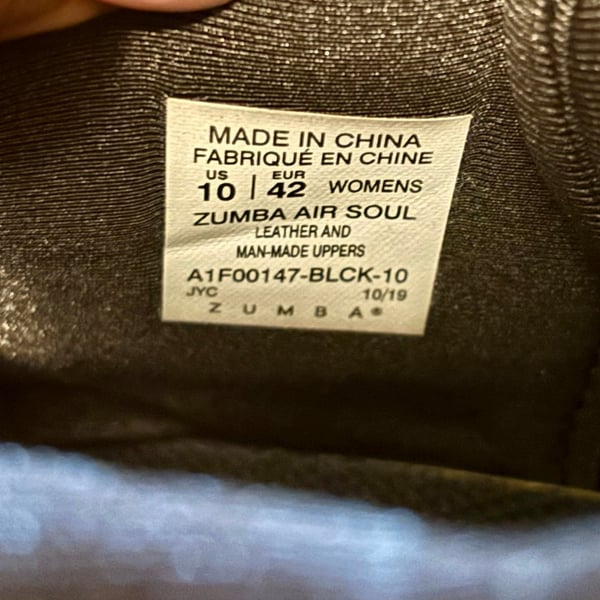 MADE IN CHINA
FABRIQUÉ EN CHINE
US 10 | EUR 42 WOMENS
ZUMBA AIR SOUL
LEATHER AND
MAN-MADE UPPERS
A1F00147-BLCK-10
JYC 10/19
ZUMBA®